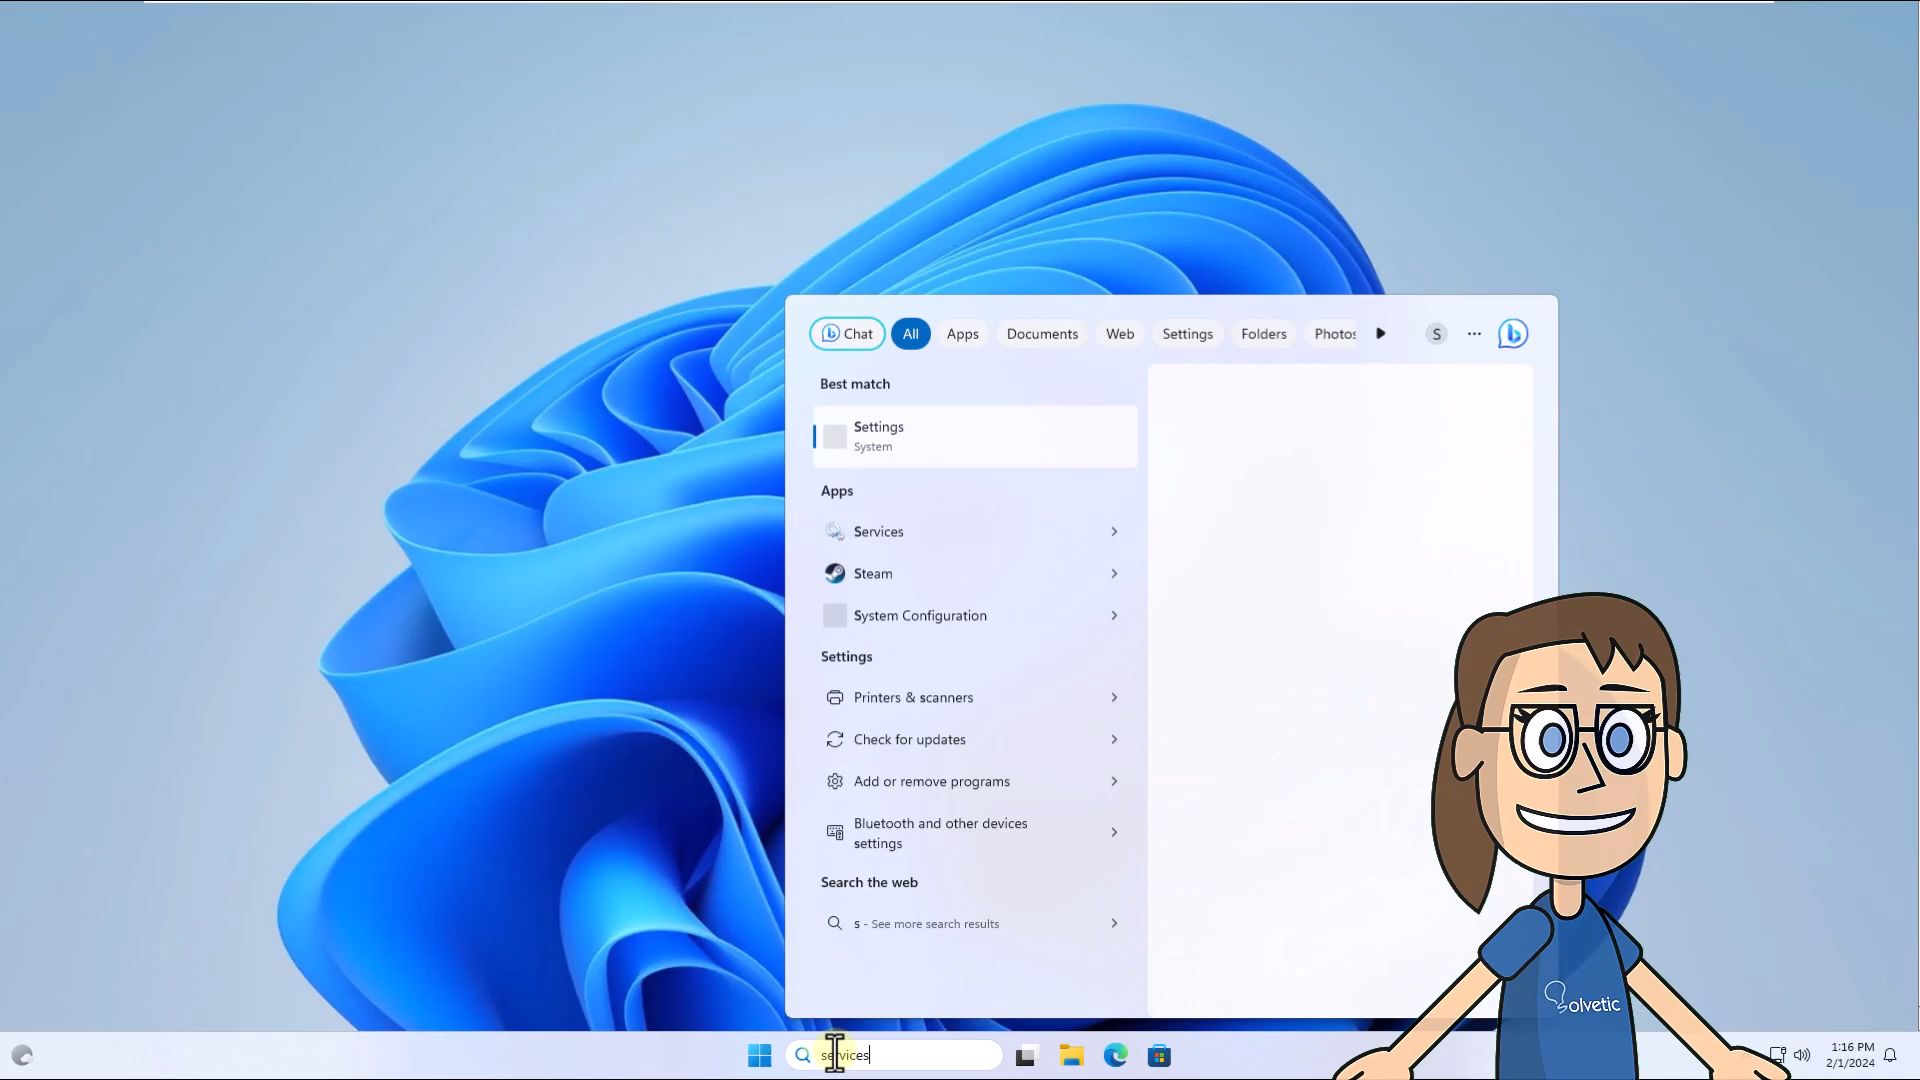 Chat All Apps Documents Web Settings Folders Photos S
Best match
Settings
System
Apps
Services
Steam
System Configuration
Settings
Printers & scanners
Check for updates
Add or remove programs
Bluetooth and other devices
settings
Search the web
s - See more search results
Solvetic
services
1:16 PM
2/1/2024